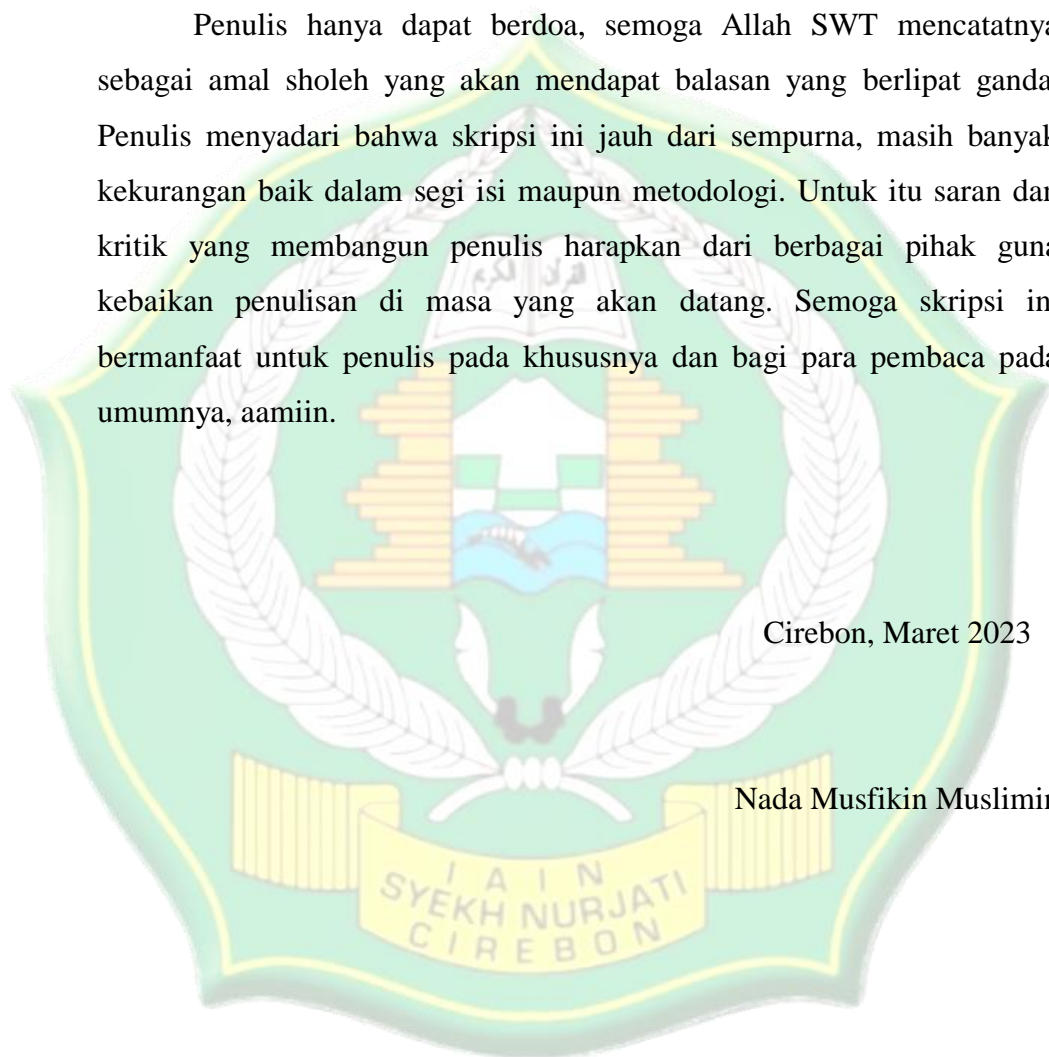 Penulis hanya dapat berdoa, semoga Allah SWT mencatatnya
sebagai amal sholeh yang akan mendapat balasan yang berlipat ganda
Penulis menyadari bahwa skripsi ini jauh dari sempurna, masih banyak
kekurangan baik dalam segi isi maupun metodologi. Untuk itu saran dan
kritik yang membangun penulis harapkan dari berbagai pihak guna
القرآن الكريم
kebaikan penulisan di masa yang akan datang. Semoga skripsi in
bermanfaat untuk penulis pada khususnya dan bagi para pembaca pada
umumnya, aamiin.
Cirebon, Maret 2023
Nada Musfikin Muslimin
IAIN
SYEKH NURJATI
CIREBON